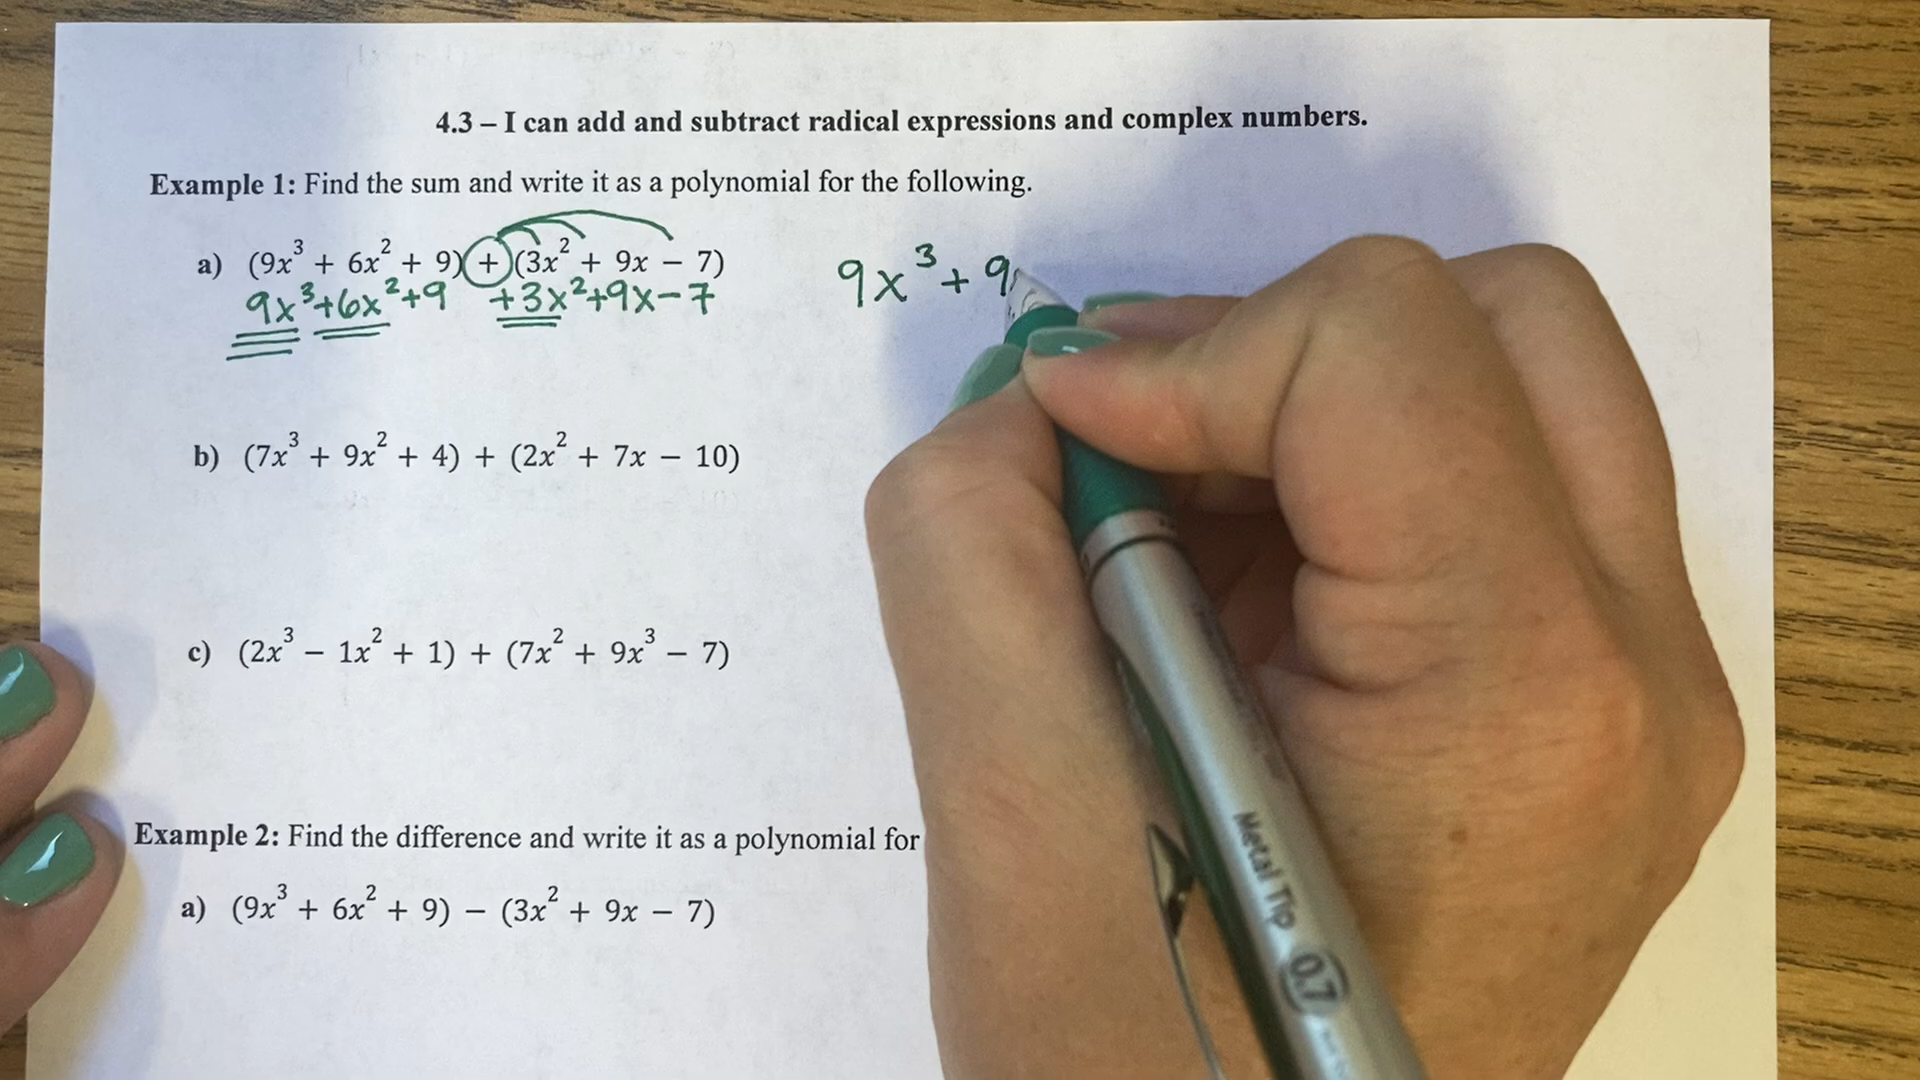 4.3 – I can add and subtract radical expressions and complex numbers.
Example 1: Find the sum and write it as a polynomial for the following.
a) (9x³ + 6x² + 9) + (3x² + 9x − 7)
9x³+6x²+9 +3x²+9x−7
9x³+9
b) (7x³ + 9x² + 4) + (2x² + 7x − 10)
c) (2x³ − 1x² + 1) + (7x² + 9x³ − 7)
Example 2: Find the difference and write it as a polynomial for
a) (9x³ + 6x² + 9) − (3x² + 9x − 7)
Metal Tip 0.7